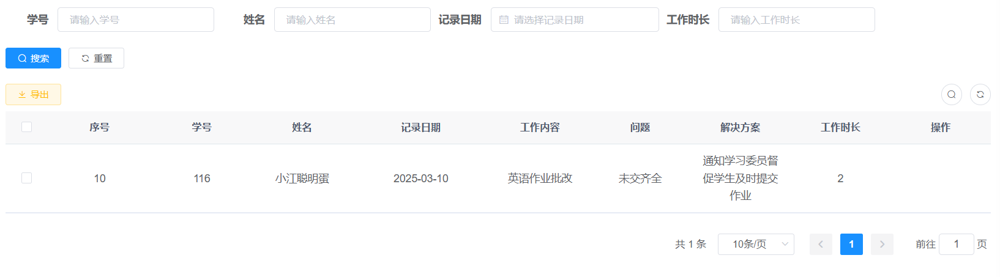 学号 请输入学号 姓名 请输入姓名 记录日期 请选择记录日期 工作时长 请输入工作时长
搜索 重置
导出
序号 学号 姓名 记录日期 工作内容 问题 解决方案 工作时长 操作
10 116 小江聪明蛋 2025-03-10 英语作业批改 未交齐全 通知学习委员督 2
促学生及时提交
作业
共 1 条 10条/页 1 前往 1 页